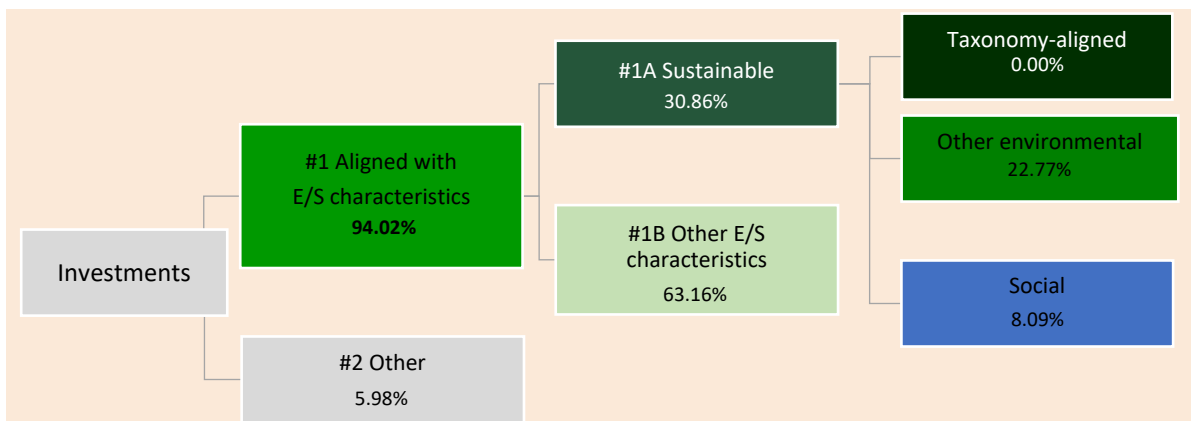 Investments
#1 Aligned with
E/S characteristics
94.02%
#2 Other
5.98%
#1A Sustainable
30.86%
#1B Other E/S
characteristics
63.16%
Taxonomy-aligned
0.00%
Other environmental
22.77%
Social
8.09%